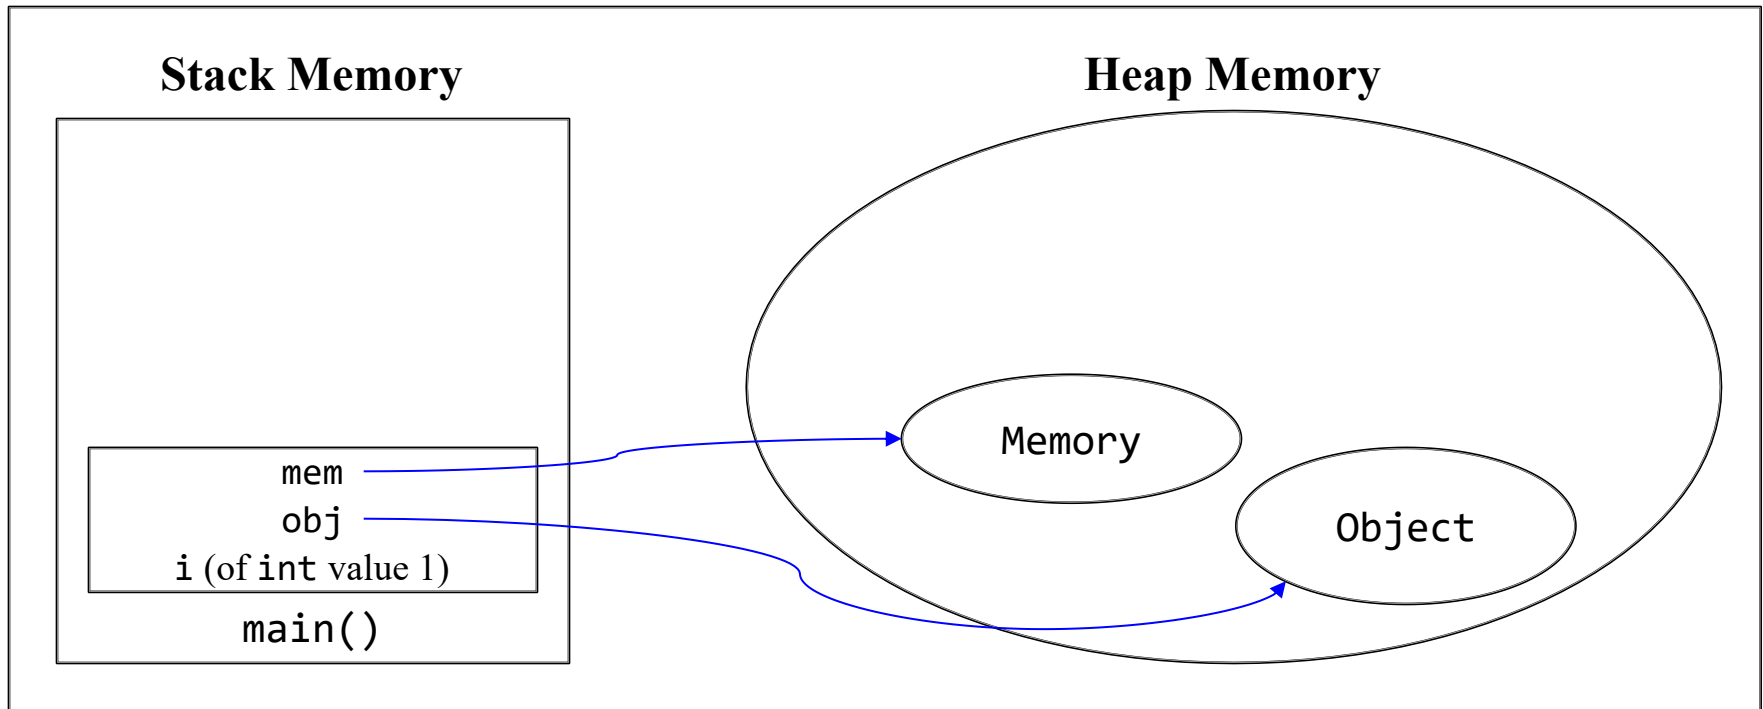 Stack Memory
Heap Memory
Memory
mem
obj
Object
i (of int value 1)
main()